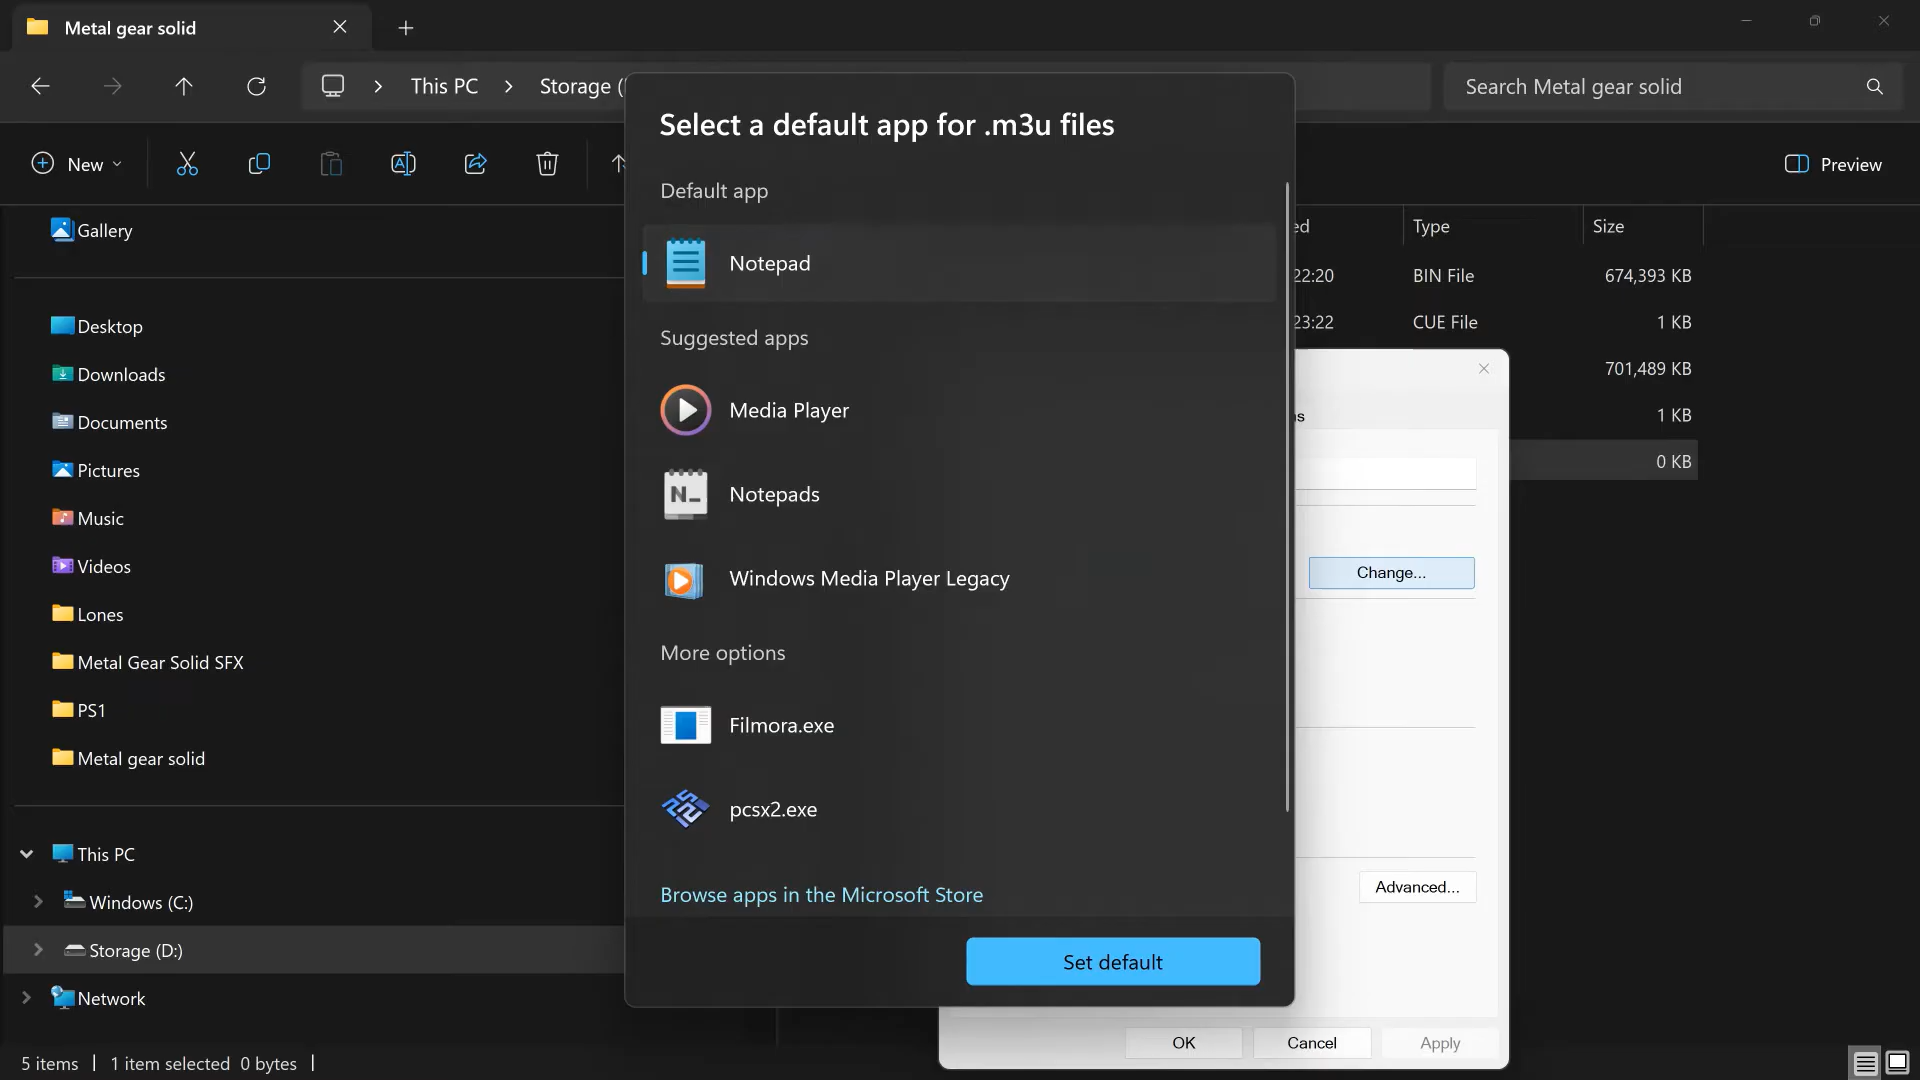 Metal gear solid
This PC
Storage (
Search Metal gear solid
New
Preview
Gallery
Desktop
Downloads
Documents
Pictures
Music
Videos
Lones
Metal Gear Solid SFX
PS1
Metal gear solid
This PC
Windows (C:)
Storage (D:)
Network
5 items
1 item selected 0 bytes
Select a default app for .m3u files
Default app
Notepad
Suggested apps
Media Player
N_
Notepads
Windows Media Player Legacy
More options
Filmora.exe
pcsx2.exe
Browse apps in the Microsoft Store
Set default
ed Type Size
22:20 BIN File 674,393 KB
23:22 CUE File 1 KB
701,489 KB
1 KB
0 KB
Change...
Advanced...
OK
Cancel
Apply